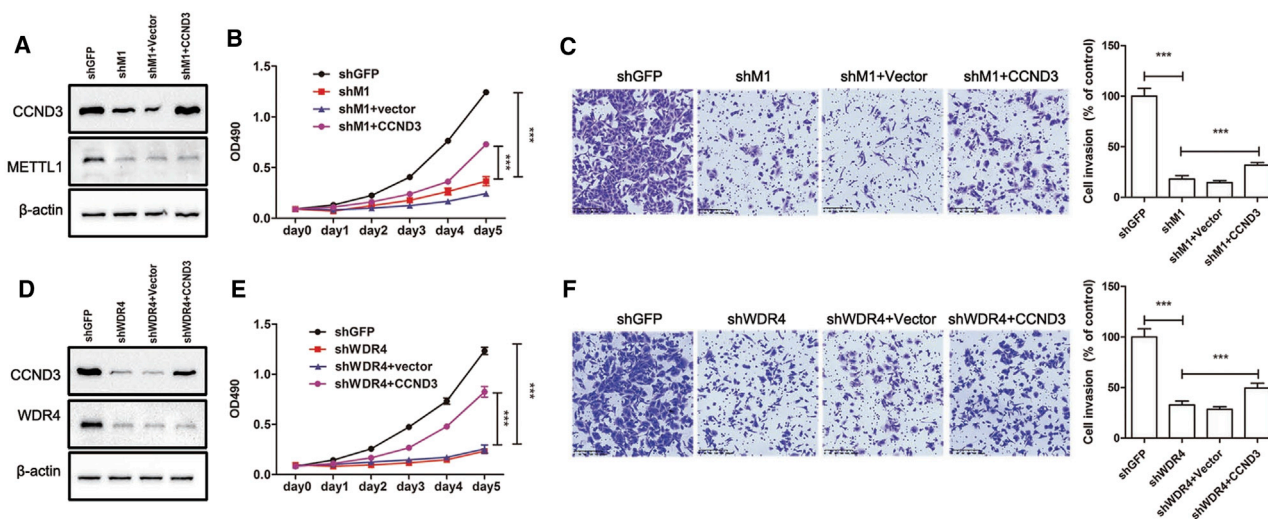 A
shGFP
shM1
shM1+Vector
shM1+CCND3
CCND3
METTL1
β-actin
B
1.5
1.0
0.5
0.0
OD490
shGFP
shM1
shM1+vector
shM1+CCND3
***
***
day0 day1 day2 day3 day4 day5
C
shGFP shM1 shM1+Vector shM1+CCND3
Cell invasion (% of control)
150
100
50
0
***
***
shGFP
shM1
shM1+Vector
shM1+CCND3
D
shGFP
shWDR4
shWDR4+Vector
shWDR4+CCND3
CCND3
WDR4
β-actin
E
1.5
1.0
0.5
0.0
OD490
shGFP
shWDR4
shWDR4+vector
shWDR4+CCND3
***
***
day0 day1 day2 day3 day4 day5
F
shGFP shWDR4 shWDR4+Vector shWDR4+CCND3
Cell invasion (% of control)
150
100
50
0
***
***
shGFP
shWDR4
shWDR4+Vector
shWDR4+CCND3